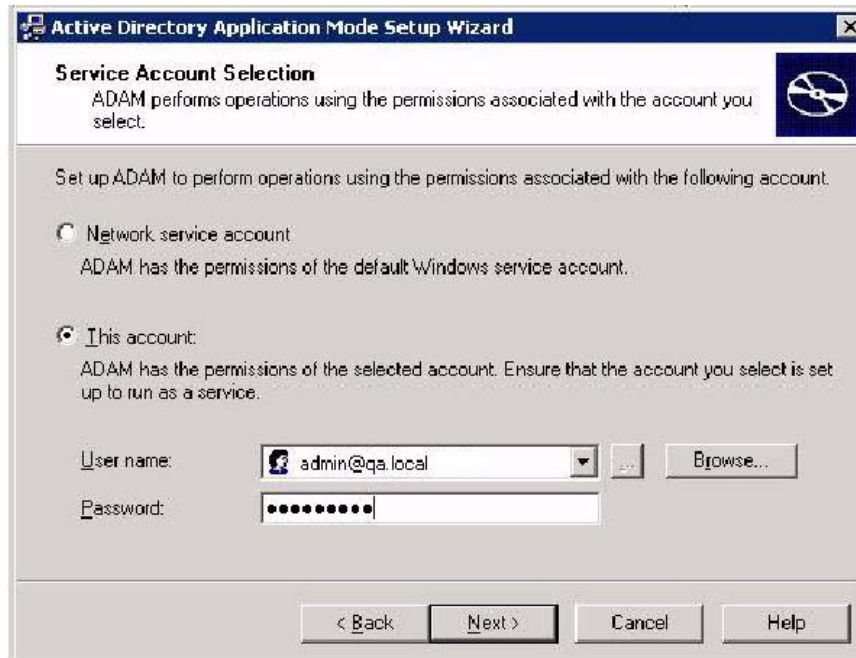 Active Directory Application Mode Setup Wizard
Service Account Selection
ADAM performs operations using the permissions associated with the account you
select.
Set up ADAM to perform operations using the permissions associated with the following account.
Network service account
ADAM has the permissions of the default Windows service account.
This account:
ADAM has the permissions of the selected account. Ensure that the account you select is set
up to run as a service.
User name: admin@qa.local ... Browse...
Password: •••••••••
< Back Next > Cancel Help